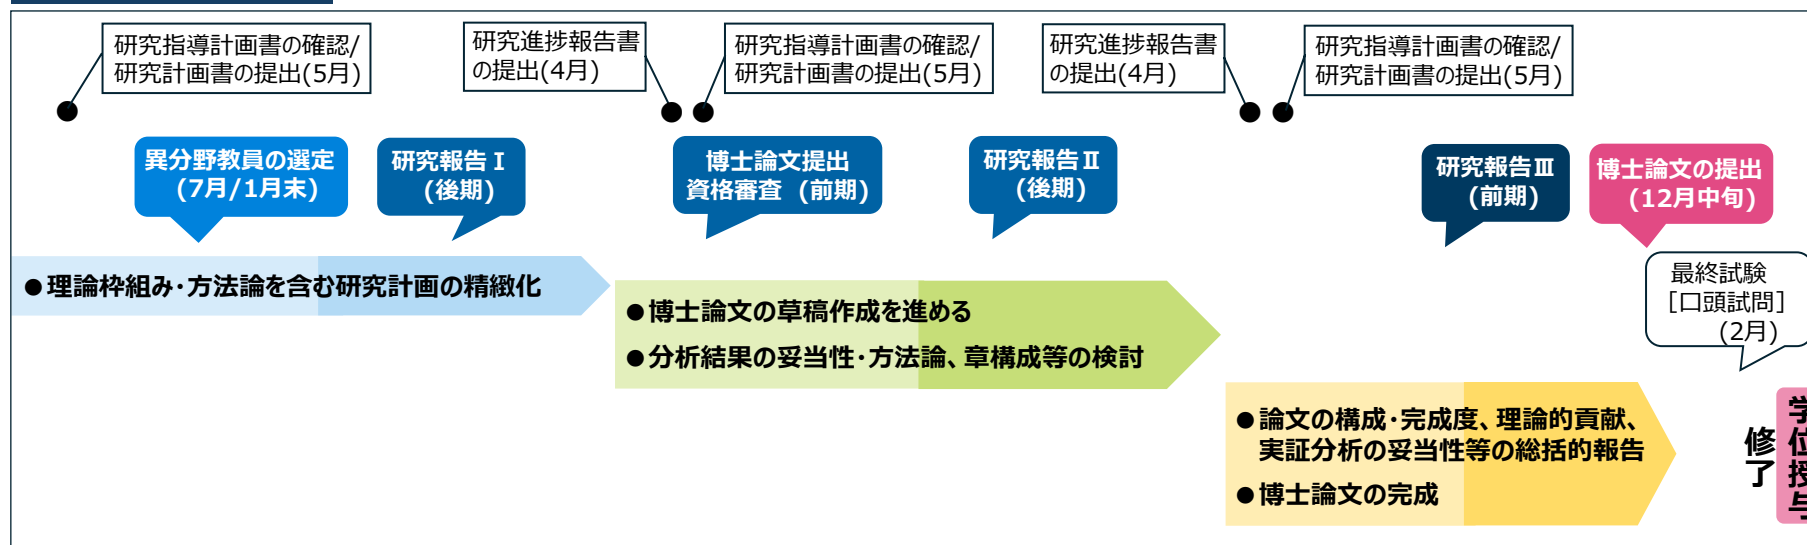 研究指導計画書の確認/
研究計画書の提出(5月)
研究進捗報告書
の提出(4月)
研究指導計画書の確認/
研究計画書の提出(5月)
研究進捗報告書
の提出(4月)
研究指導計画書の確認/
研究計画書の提出(5月)
異分野教員の選定
(7月/1月末)
研究報告Ⅰ
(後期)
博士論文提出
資格審査 (前期)
研究報告Ⅱ
(後期)
研究報告Ⅲ
(前期)
博士論文の提出
(12月中旬)
●理論枠組み・方法論を含む研究計画の精緻化
●博士論文の草稿作成を進める
●分析結果の妥当性・方法論、章構成等の検討
最終試験
[口頭試問]
(2月)
●論文の構成・完成度、理論的貢献、
実証分析の妥当性等の総括的報告
●博士論文の完成
修了
学位授与